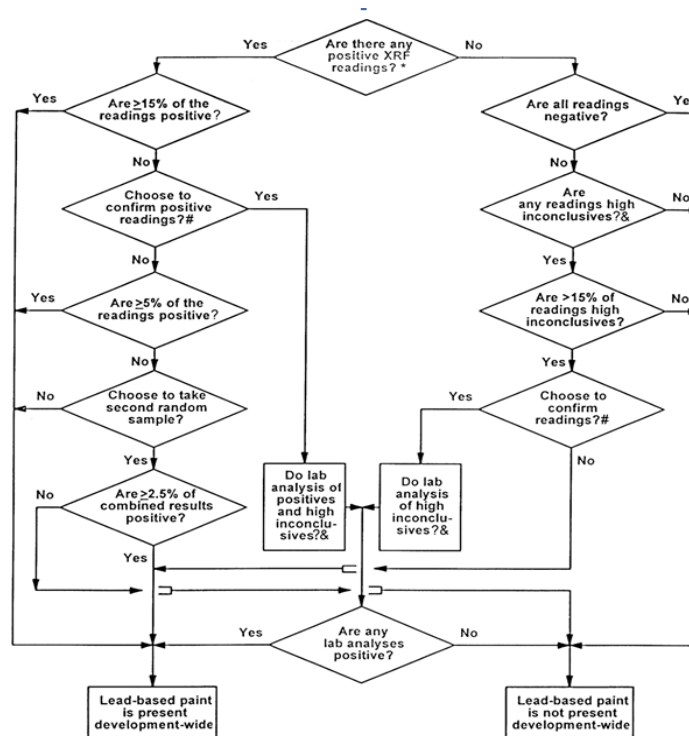 Are there any
positive XRF
readings? *
Yes
No
Are ≥15% of the
readings positive?
Yes
No
Are all readings
negative?
Yes
No
Choose to
confirm positive
readings?#
Yes
No
Are
any readings high
inconclusives?&
No
Yes
Are ≥5% of the
readings positive?
Yes
No
Are >15% of
readings high
inconclusives?
No
Yes
Choose to take
second random
sample?
No
Yes
Choose to
confirm
readings?#
Yes
No
Are ≥2.5% of
combined results
positive?
No
Yes
Do lab
analysis of
positives
and high
inconclu-
sives?&
Do lab
analysis
of high
inconclu-
sives?&
Are any
lab analyses
positive?
Yes
No
Lead-based paint
is present
development-wide
Lead-based paint
is not present
development-wide